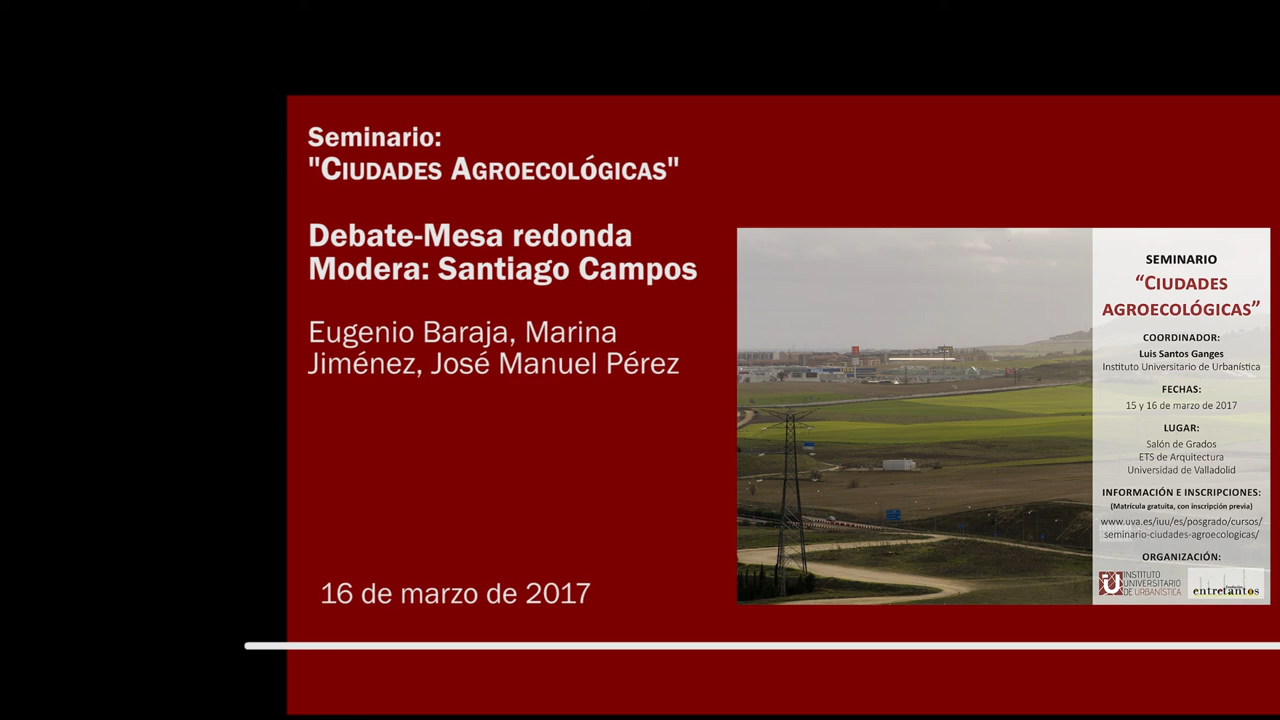 Seminario:
"CIUDADES AGROECOLÓGICAS"
Debate-Mesa redonda
Modera: Santiago Campos
Eugenio Baraja, Marina
Jiménez, José Manuel Pérez
16 de marzo de 2017
SEMINARIO
“CIUDADES
AGROECOLÓGICAS”
COORDINADOR:
Luis Santos Ganges
Instituto Universitario de Urbanística
FECHAS:
15 y 16 de marzo de 2017
LUGAR:
Salón de Grados
ETS de Arquitectura
Universidad de Valladolid
INFORMACIÓN E INSCRIPCIONES:
(Matrícula gratuita, con inscripción previa)
www.uva.es/iuu/es/posgrado/cursos/
seminario-ciudades-agroecologicas/
ORGANIZACIÓN:
INSTITUTO
UNIVERSITARIO
DE URBANÍSTICA
entretantos